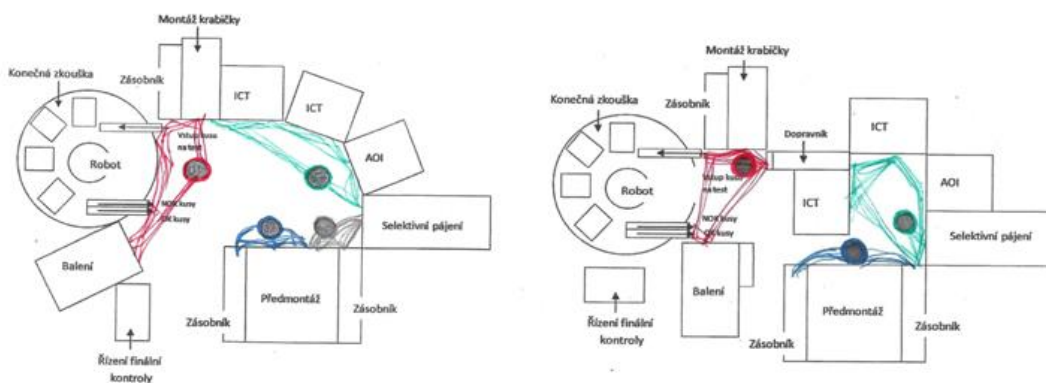 Montáž krabičky
Konečná zkouška
Zásobník
ICT
ICT
AOI
Vstup kusu
na test
Robot
NOK kusy
OK kusy
Selektivní pájení
Balení
Předmontáž
Zásobník
Zásobník
Řízení finální
kontroly
Montáž krabičky
Konečná zkouška
Zásobník
Dopravník
ICT
Vstup kusu
na test
AOI
Robot
ICT
NOK kusy
OK kusy
Selektivní pájení
Balení
Předmontáž
Řízení finální
kontroly
Zásobník
Zásobník